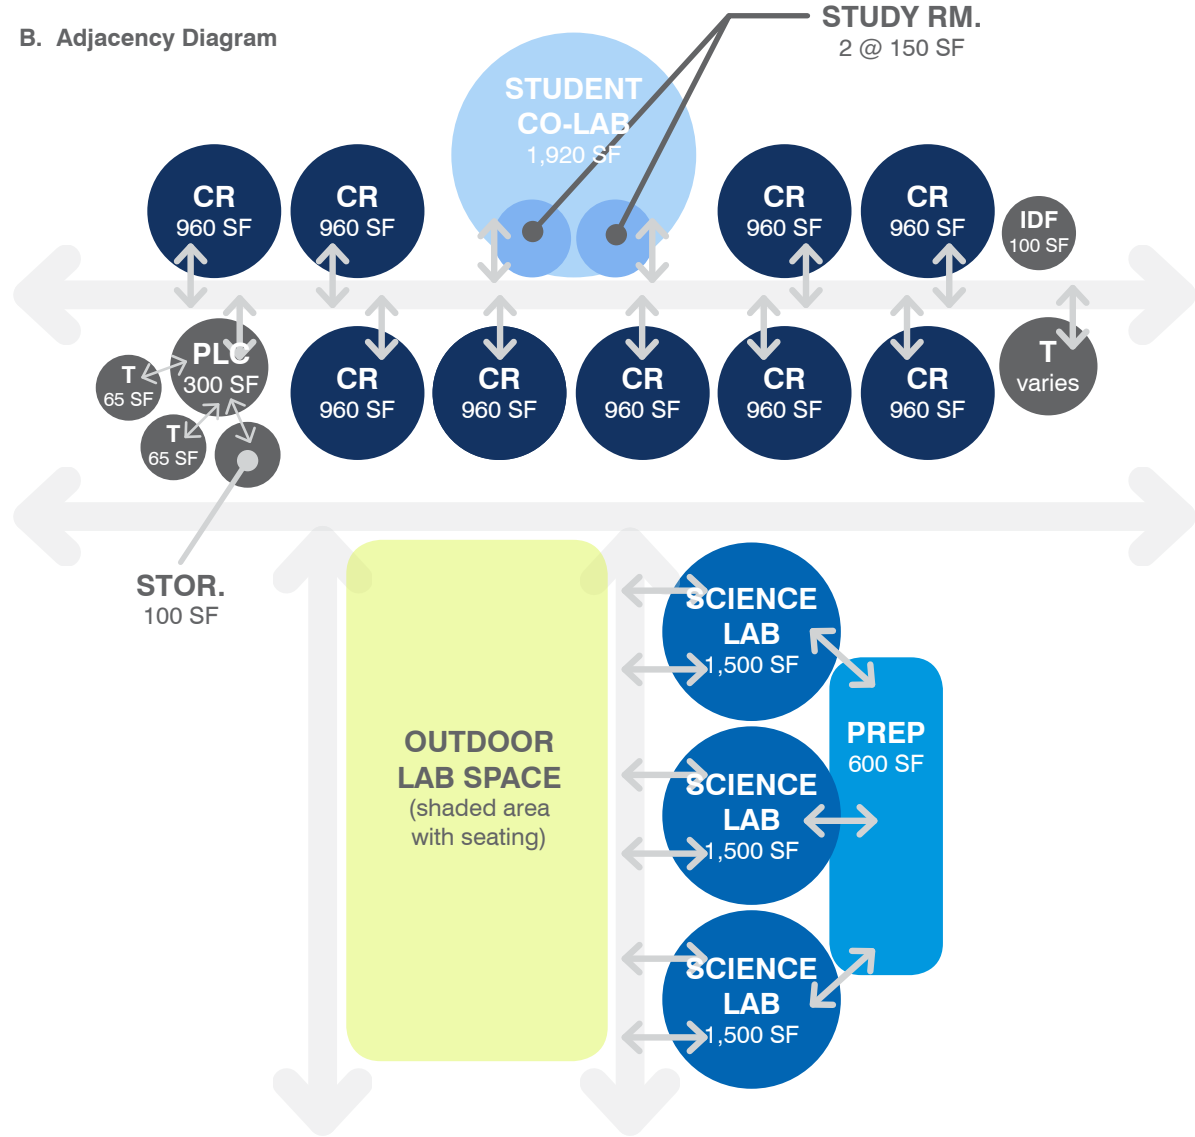 B. Adjacency Diagram
STUDY RM.
2 @ 150 SF
STUDENT
CO-LAB
1,920 SF
CR
960 SF
CR
960 SF
CR
960 SF
CR
960 SF
IDF
100 SF
PLC
300 SF
T
65 SF
T
65 SF
CR
960 SF
CR
960 SF
CR
960 SF
CR
960 SF
CR
960 SF
T
varies
STOR.
100 SF
SCIENCE
LAB
1,500 SF
OUTDOOR
LAB SPACE
(shaded area
with seating)
PREP
600 SF
SCIENCE
LAB
1,500 SF
SCIENCE
LAB
1,500 SF